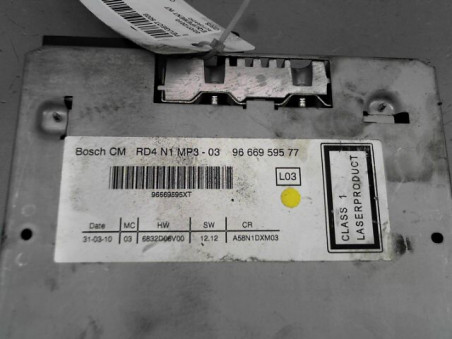 Bosch CM RD4 N1 MP3 - 03 96 669 595 77
L03
96669595XT
CLASS 1
LASERPRODUCT
Date MC HW SW CR
31-03-10 03 6832D06V00 12,12 A58N1DXM03